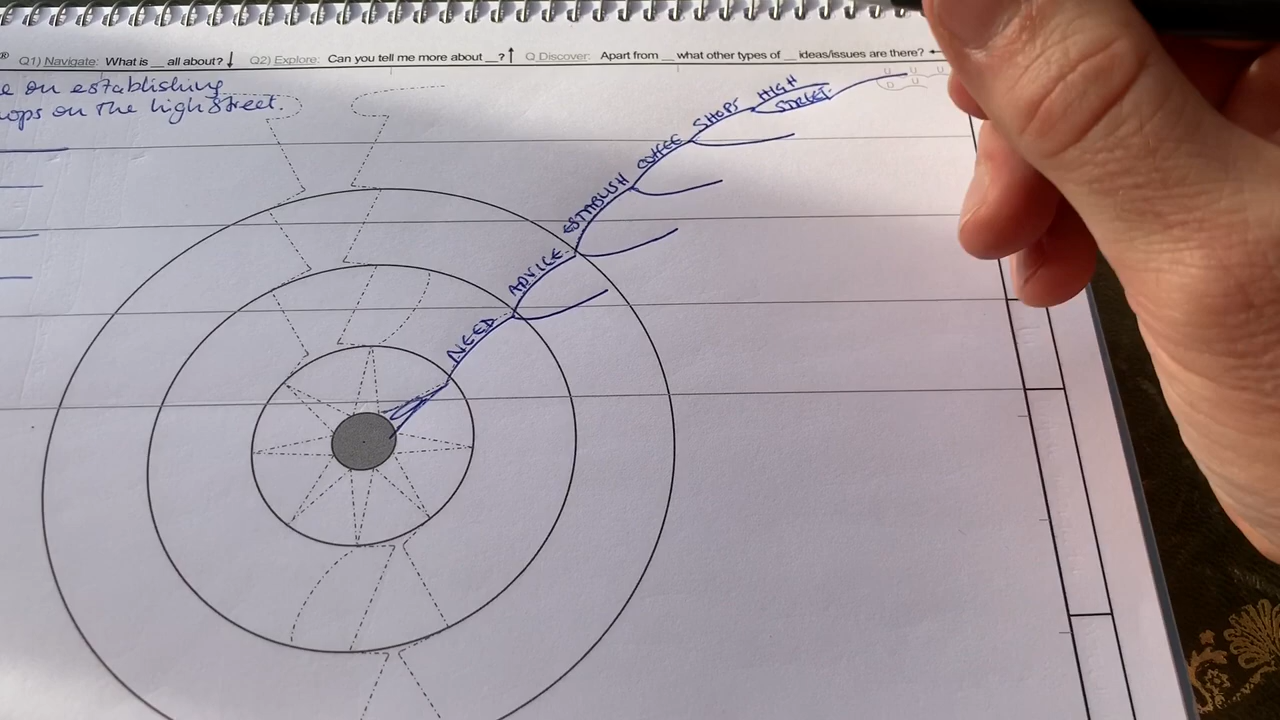 ® Q1) Navigate: What is __ all about? Q2) Explore: Can you tell me more about __? Q Discover: Apart from __ what other types of __ ideas/issues are there?
e on establishing
ops on the high street.
NEED ADVICE ESTABLISH COFFEE SHOPS HIGH
STREET
U U U
D U